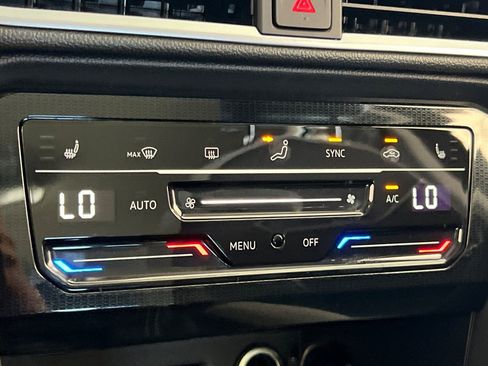 MAX SYNC
LO AUTO A/C LO
MENU OFF